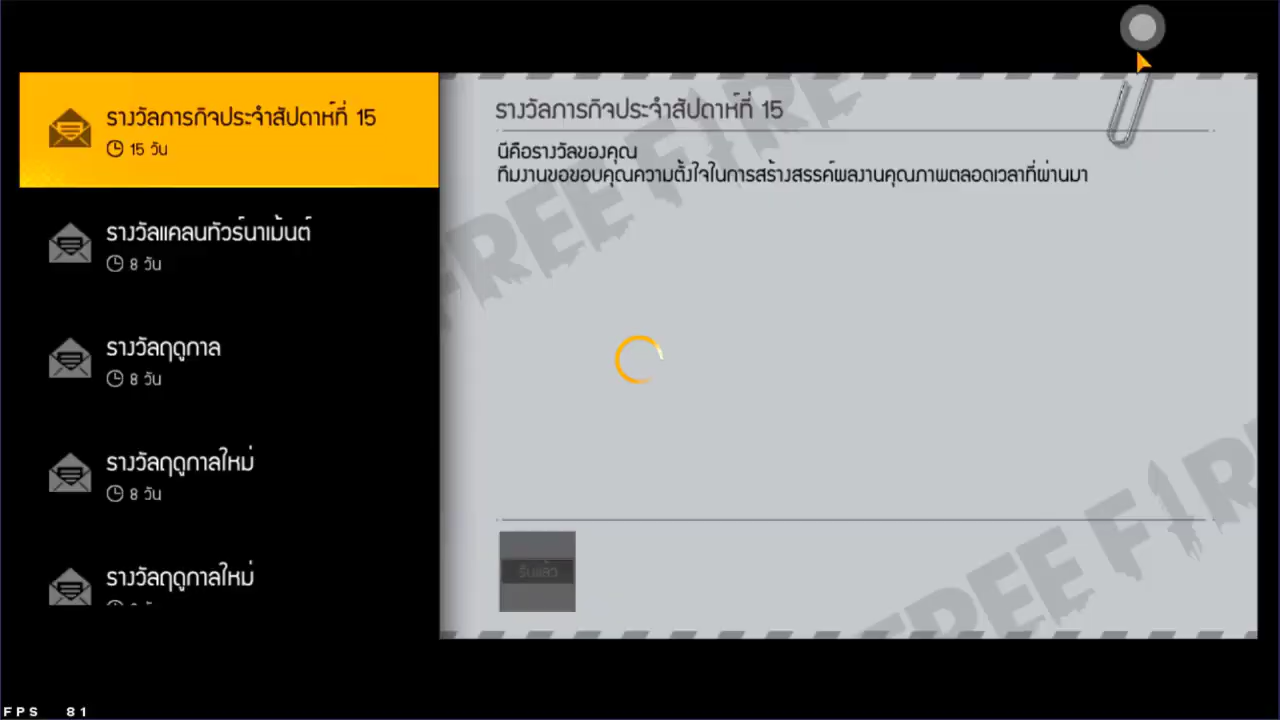 รางวัลภารกิจประจำสัปดาห์ที่ 15
15 วัน
รางวัลแคลนทัวร์นาเม้นต์
8 วัน
รางวัลฤดูกาล
8 วัน
รางวัลฤดูกาลใหม่
8 วัน
รางวัลฤดูกาลใหม่
รางวัลภารกิจประจำสัปดาห์ที่ 15
นี่คือรางวัลของคุณ
ทีมงานขอขอบคุณความตั้งใจในการสร้างสรรค์ผลงานคุณภาพตลอดเวลาที่ผ่านมา
FREE FIRE
FREE FIRE
รับแล้ว
FPS 81